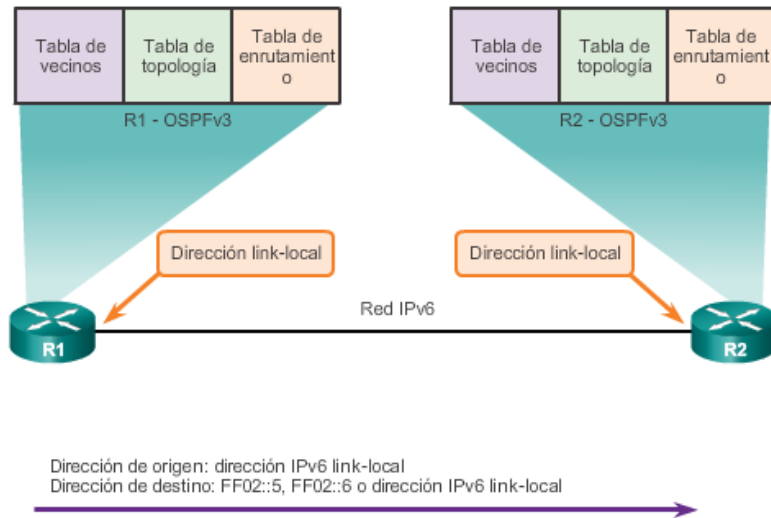 Tabla de
vecinos
Tabla de
topología
Tabla de
enrutamient
o
Tabla de
vecinos
Tabla de
topología
Tabla de
enrutamient
o
R1 - OSPFv3
R2 - OSPFv3
Dirección link-local
Dirección link-local
Red IPv6
R1
R2
Dirección de origen: dirección IPv6 link-local
Dirección de destino: FF02::5, FF02::6 o dirección IPv6 link-local